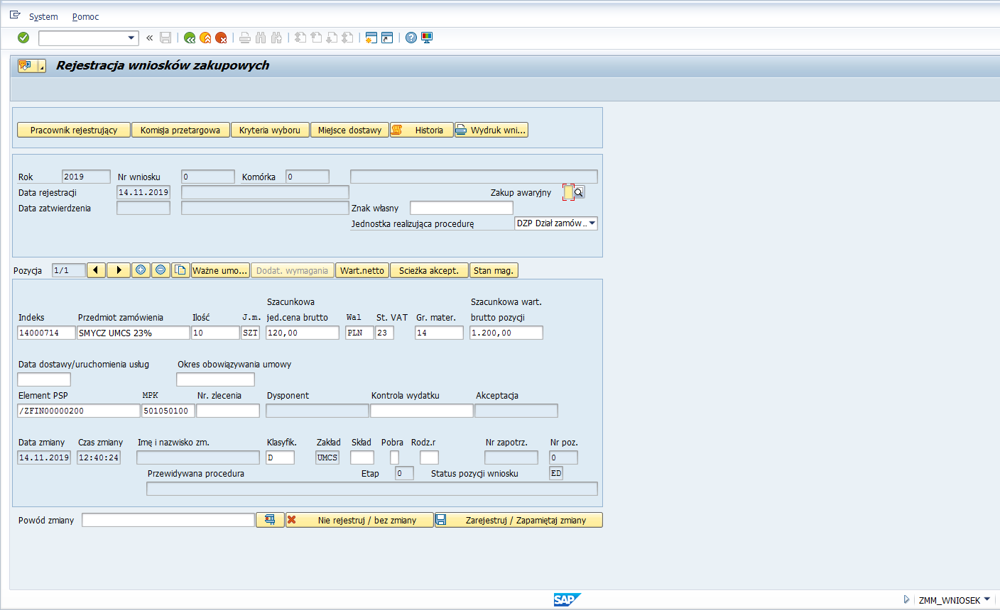 System Pomoc
Rejestracja wniosków zakupowych
Pracownik rejestrujący Komisja przetargowa Kryteria wyboru Miejsce dostawy Historia Wydruk wni...
Rok 2019 Nr wniosku 0 Komórka 0
Data rejestracji 14.11.2019 Zakup awaryjny
Data zatwierdzenia Znak własny
Jednostka realizująca procedurę DZP Dział zamów...
Pozycja 1/1 Ważne umo... Dodat. wymagania Wart.netto Scieżka akcept. Stan mag.
Szacunkowa Szacunkowa wart.
Indeks Przedmiot zamówienia Ilość J.m. jed.cena brutto Wal St. VAT Gr. mater. brutto pozycji
14000714 SMYCZ UMCS 23% 10 SZT 120,00 PLN 23 14 1.200,00
Data dostawy/uruchomienia usług Okres obowiązywania umowy
Element PSP MPK Nr. zlecenia Dysponent Kontrola wydatku Akceptacja
/ZFIN00000200 501050100
Data zmiany Czas zmiany Imę i nazwisko zm. Klasyfik. Zakład Skład Pobra Rodz.r Nr zapotrz. Nr poz.
14.11.2019 12:40:24 D UMCS 0
Przewidywana procedura Etap 0 Status pozycji wniosku ED
Powód zmiany Nie rejestruj / bez zmiany Zarejestruj / Zapamiętaj zmiany
SAP ZMM_WNIOSEK